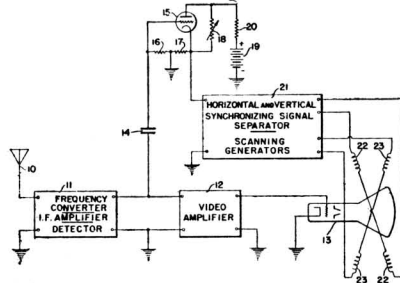 15
20
16
17
18
+
19
21
HORIZONTAL AND VERTICAL
SYNCHRONIZING SIGNAL
SEPARATOR
SCANNING
GENERATORS
14
22
23
10
11
FREQUENCY
CONVERTER
I.F. AMPLIFIER
DETECTOR
12
VIDEO
AMPLIFIER
13
23
22